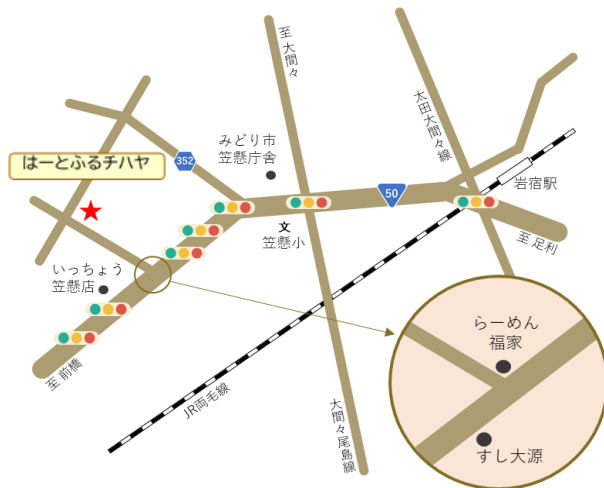 至 大間々
太田大間々線
みどり市
笠懸庁舎
352
はーとふるチハヤ
岩宿駅
50
文
笠懸小
至 足利
いっちょう
笠懸店
らーめん
福家
至 前橋
JR両毛線
大間々尾島線
すし大源